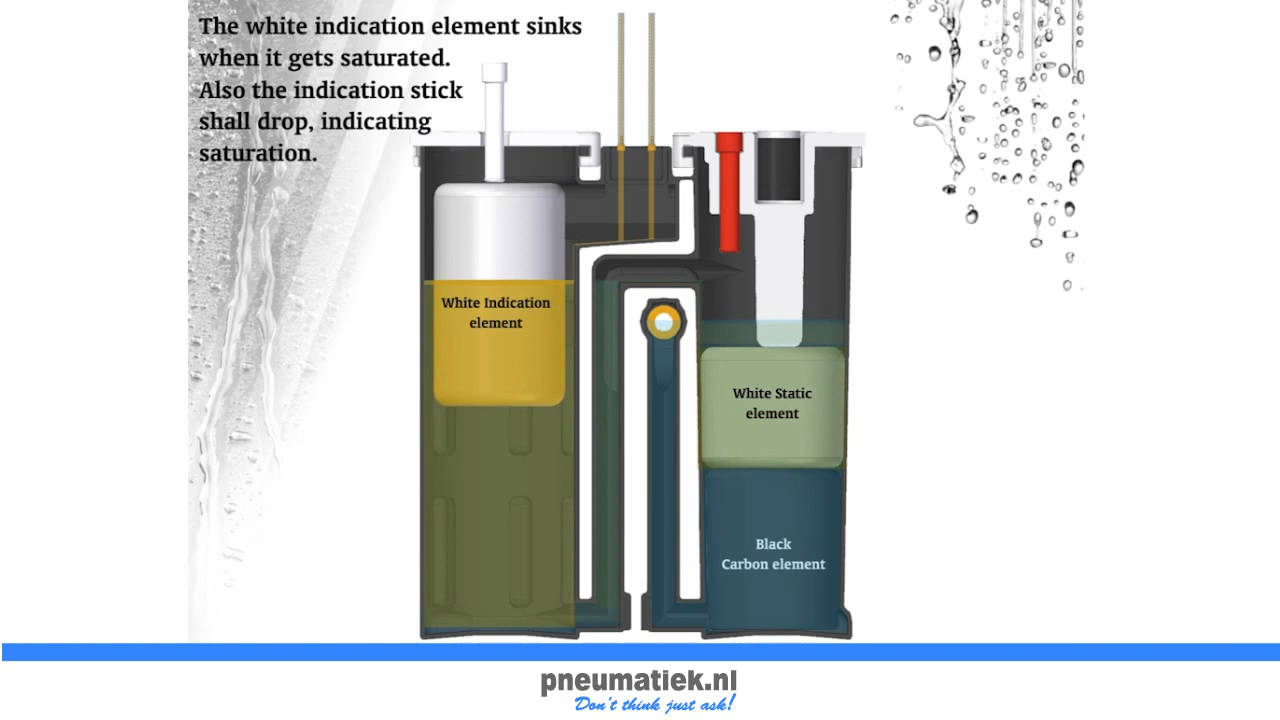 The white indication element sinks
when it gets saturated.
Also the indication stick
shall drop, indicating
saturation.
White Indication
element
White Static
element
Black
Carbon element
pneumatiek.nl
Don't think just ask!